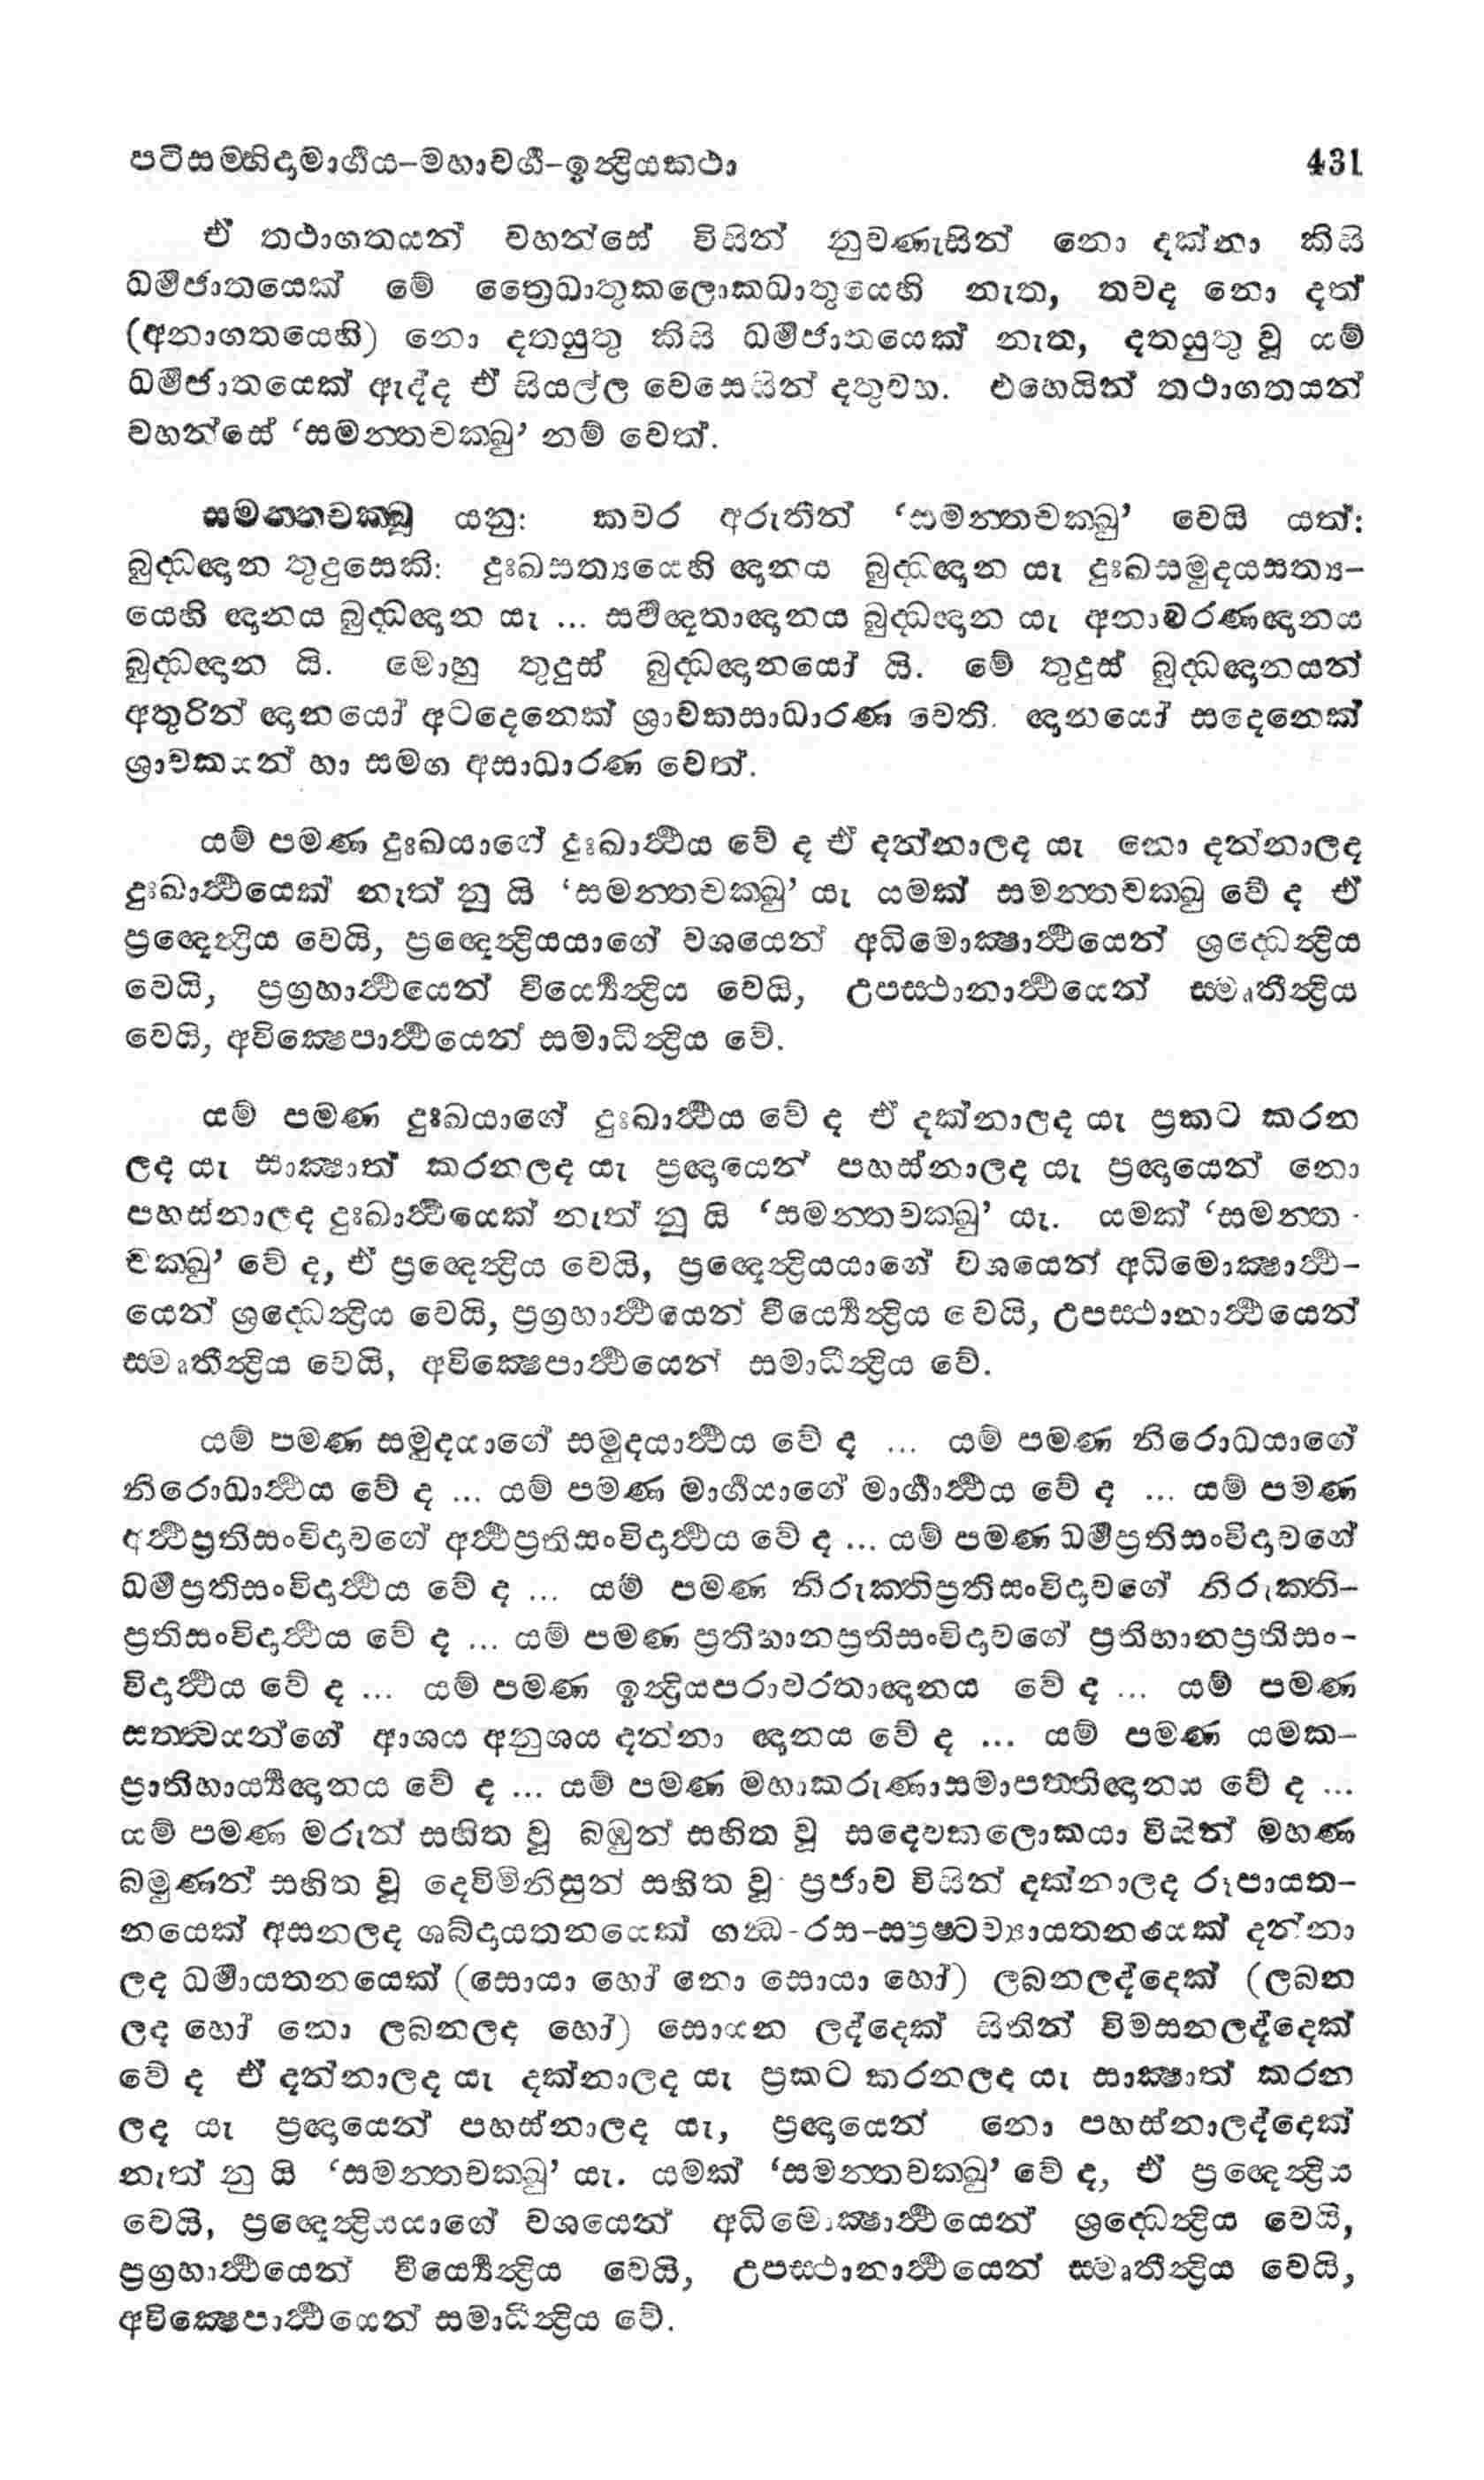 පටිසම්භිදාමාර්ගය-මහාවර්ග-ඉන්ද්‍රියකථා 431
ඒ තථාගතයන් වහන්සේ විසින් නුවණැසින් නො දක්නා කිසි
ධර්මජාතයෙක් මේ ත්‍රෛධාතුකලොකධාතුයෙහි නැත, තවද නො දත්
(අනාගතයෙහි) නො දතයුතු කිසි ධර්මජාතයෙක් නැත, දතයුතු වූ යම්
ධර්මජාතයෙක් ඇද්ද ඒ සියල්ල වෙසෙසින් දතුවහ. එහෙයින් තථාගතයන්
වහන්සේ ‘සමන්තචක්ඛු’ නම් වෙත්.
සමන්තචක්ඛූ යනු: කවර අරුතින් ‘සමන්තචක්ඛු’ වෙයි යත්:
බුද්ධඥාන තුදුසෙකි: දුඃඛසත්‍යයෙහි ඥානය බුද්ධඥාන යැ දුඃඛසමුදයසත්‍ය-
යෙහි ඥානය බුද්ධඥාන යැ ... සර්වඥතාඥානය බුද්ධඥාන යැ අනාවරණඥානය
බුද්ධඥාන යි. මොහු තුදුස් බුද්ධඥානයෝ යි. මේ තුදුස් බුද්ධඥානයන්
අතුරින් ඥානයෝ අටදෙනෙක් ශ්‍රාවකසාධාරණ වෙති. ඥානයෝ සදෙනෙක්
ශ්‍රාවකයන් හා සමග අසාධාරණ වෙත්.
යම් පමණ දුඃඛයාගේ දුඃඛාර්ථය වේ ද ඒ දන්නාලද යැ නො දන්නාලද
දුඃඛාර්ථයෙක් නැත් නු යි ‘සමන්තචක්ඛු’ යැ යමක් සමන්තචක්ඛු වේ ද ඒ
ප්‍රඥෙන්ද්‍රිය වෙයි, ප්‍රඥෙන්ද්‍රියයාගේ වශයෙන් අධිමොක්ෂාර්ථයෙන් ශ්‍රද්ධෙන්ද්‍රිය
වෙයි, ප්‍රග්‍රහාර්ථයෙන් වීර්ය්‍යෙන්ද්‍රිය වෙයි, උපස්ථානාර්ථයෙන් ස්මෘතීන්ද්‍රිය
වෙයි, අවික්ෂෙපාර්ථයෙන් සමාධීන්ද්‍රිය වේ.
යම් පමණ දුඃඛයාගේ දුඃඛාර්ථය වේ ද ඒ දක්නාලද යැ ප්‍රකට කරන
ලද යැ සාක්ෂාත් කරනලද යැ ප්‍රඥායෙන් පහස්නාලද යැ ප්‍රඥායෙන් නො
පහස්නාලද දුඃඛාර්ථයෙක් නැත් නු යි ‘සමන්තචක්ඛු’ යැ. යමක් ‘සමන්ත-
චක්ඛු’ වේ ද, ඒ ප්‍රඥෙන්ද්‍රිය වෙයි, ප්‍රඥෙන්ද්‍රියයාගේ වශයෙන් අධිමොක්ෂාර්ථ-
යෙන් ශ්‍රද්ධෙන්ද්‍රිය වෙයි, ප්‍රග්‍රහාර්ථයෙන් වීර්ය්‍යෙන්ද්‍රිය වෙයි, උපස්ථානාර්ථයෙන්
ස්මෘතීන්ද්‍රිය වෙයි, අවික්ෂෙපාර්ථයෙන් සමාධීන්ද්‍රිය වේ.
යම් පමණ සමුදයාගේ සමුදයාර්ථය වේ ද ... යම් පමණ නිරොධයාගේ
නිරොධාර්ථය වේ ද ... යම් පමණ මාර්ගයාගේ මාර්ගාර්ථය වේ ද ... යම් පමණ
අර්ථප්‍රතිසංවිදාවගේ අර්ථප්‍රතිසංවිදාර්ථය වේ ද ... යම් පමණ ධර්මප්‍රතිසංවිදාවගේ
ධර්මප්‍රතිසංවිදාර්ථය වේ ද ... යම් පමණ නිරුක්තිප්‍රතිසංවිදාවගේ නිරුක්ති-
ප්‍රතිසංවිදාර්ථය වේ ද ... යම් පමණ ප්‍රතිභානප්‍රතිසංවිදාවගේ ප්‍රතිභානප්‍රතිසං-
විදාර්ථය වේ ද ... යම් පමණ ඉන්ද්‍රියපරාවරතාඥානය වේ ද ... යම් පමණ
සත්ත්වයන්ගේ ආශය අනුශය දන්නා ඥානය වේ ද ... යම් පමණ යමක-
ප්‍රාතිහාර්ය්‍යඥානය වේ ද ... යම් පමණ මහාකරුණාසමාපත්තිඥානය වේ ද ...
යම් පමණ මරුන් සහිත වූ බඹුන් සහිත වූ සදෙවකලොකයා විසින් මහණ
බමුණන් සහිත වූ දෙව්මිනිසුන් සහිත වූ ප්‍රජාව විසින් දක්නාලද රූපායත-
නයෙක් අසනලද ශබ්දායතනයෙක් ගන්ධ-රස-ස්ප්‍රෂ්ටව්‍යායතනයෙක් දන්නා
ලද ධර්මායතනයෙක් (සොයා හෝ නො සොයා හෝ) ලබනලද්දෙක් (ලබන
ලද හෝ නො ලබනලද හෝ) සොයන ලද්දෙක් සිතින් විමසනලද්දෙක්
වේ ද ඒ දන්නාලද යැ දක්නාලද යැ ප්‍රකට කරනලද යැ සාක්ෂාත් කරන
ලද යැ ප්‍රඥායෙන් පහස්නාලද යැ, ප්‍රඥායෙන් නො පහස්නාලද්දෙක්
නැත් නු යි ‘සමන්තචක්ඛු’ යැ. යමක් ‘සමන්තචක්ඛු’ වේ ද, ඒ ප්‍රඥෙන්ද්‍රිය
වෙයි, ප්‍රඥෙන්ද්‍රියයාගේ වශයෙන් අධිමොක්ෂාර්ථයෙන් ශ්‍රද්ධෙන්ද්‍රිය වෙයි,
ප්‍රග්‍රහාර්ථයෙන් වීර්ය්‍යෙන්ද්‍රිය වෙයි, උපස්ථානාර්ථයෙන් ස්මෘතීන්ද්‍රිය වෙයි,
අවික්ෂෙපාර්ථයෙන් සමාධීන්ද්‍රිය වේ.